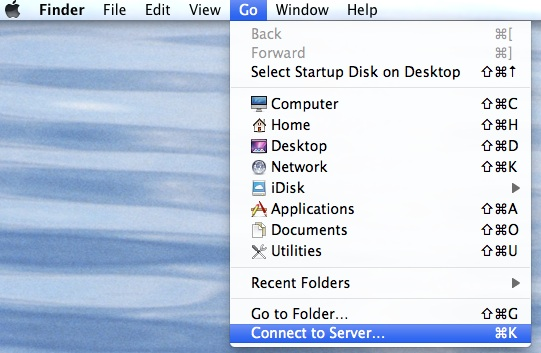 Finder File Edit View Go Window Help
Back ⌘[
Forward ⌘]
Select Startup Disk on Desktop ⇧⌘↑
Computer ⇧⌘C
Home ⇧⌘H
Desktop ⇧⌘D
Network ⇧⌘K
iDisk
Applications ⇧⌘A
Documents ⇧⌘O
Utilities ⇧⌘U
Recent Folders
Go to Folder... ⇧⌘G
Connect to Server... ⌘K